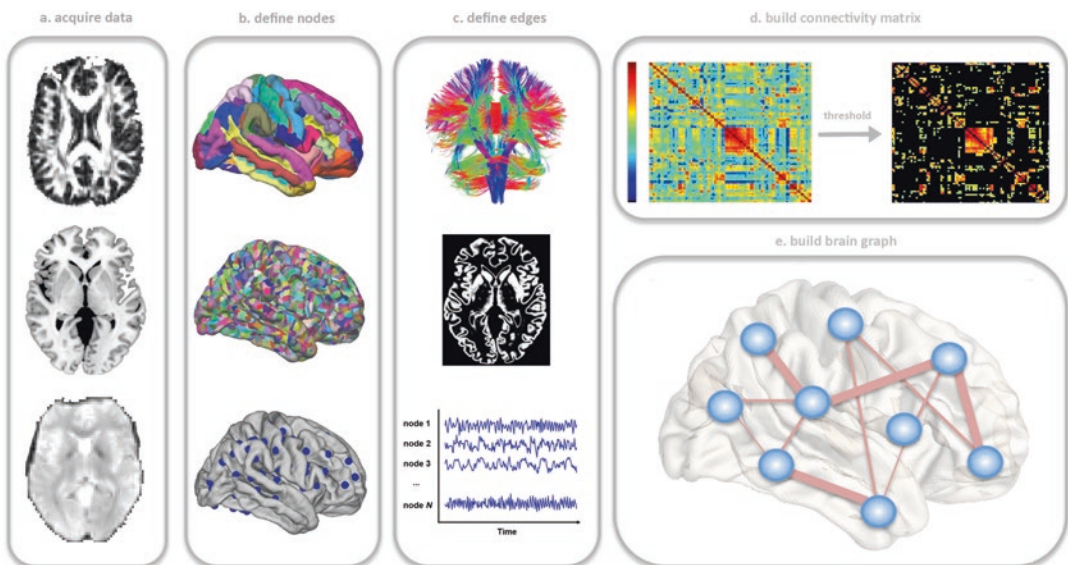 a. acquire data
b. define nodes
c. define edges
d. build connectivity matrix
threshold
e. build brain graph
node 1
node 2
node 3
...
node N
Time